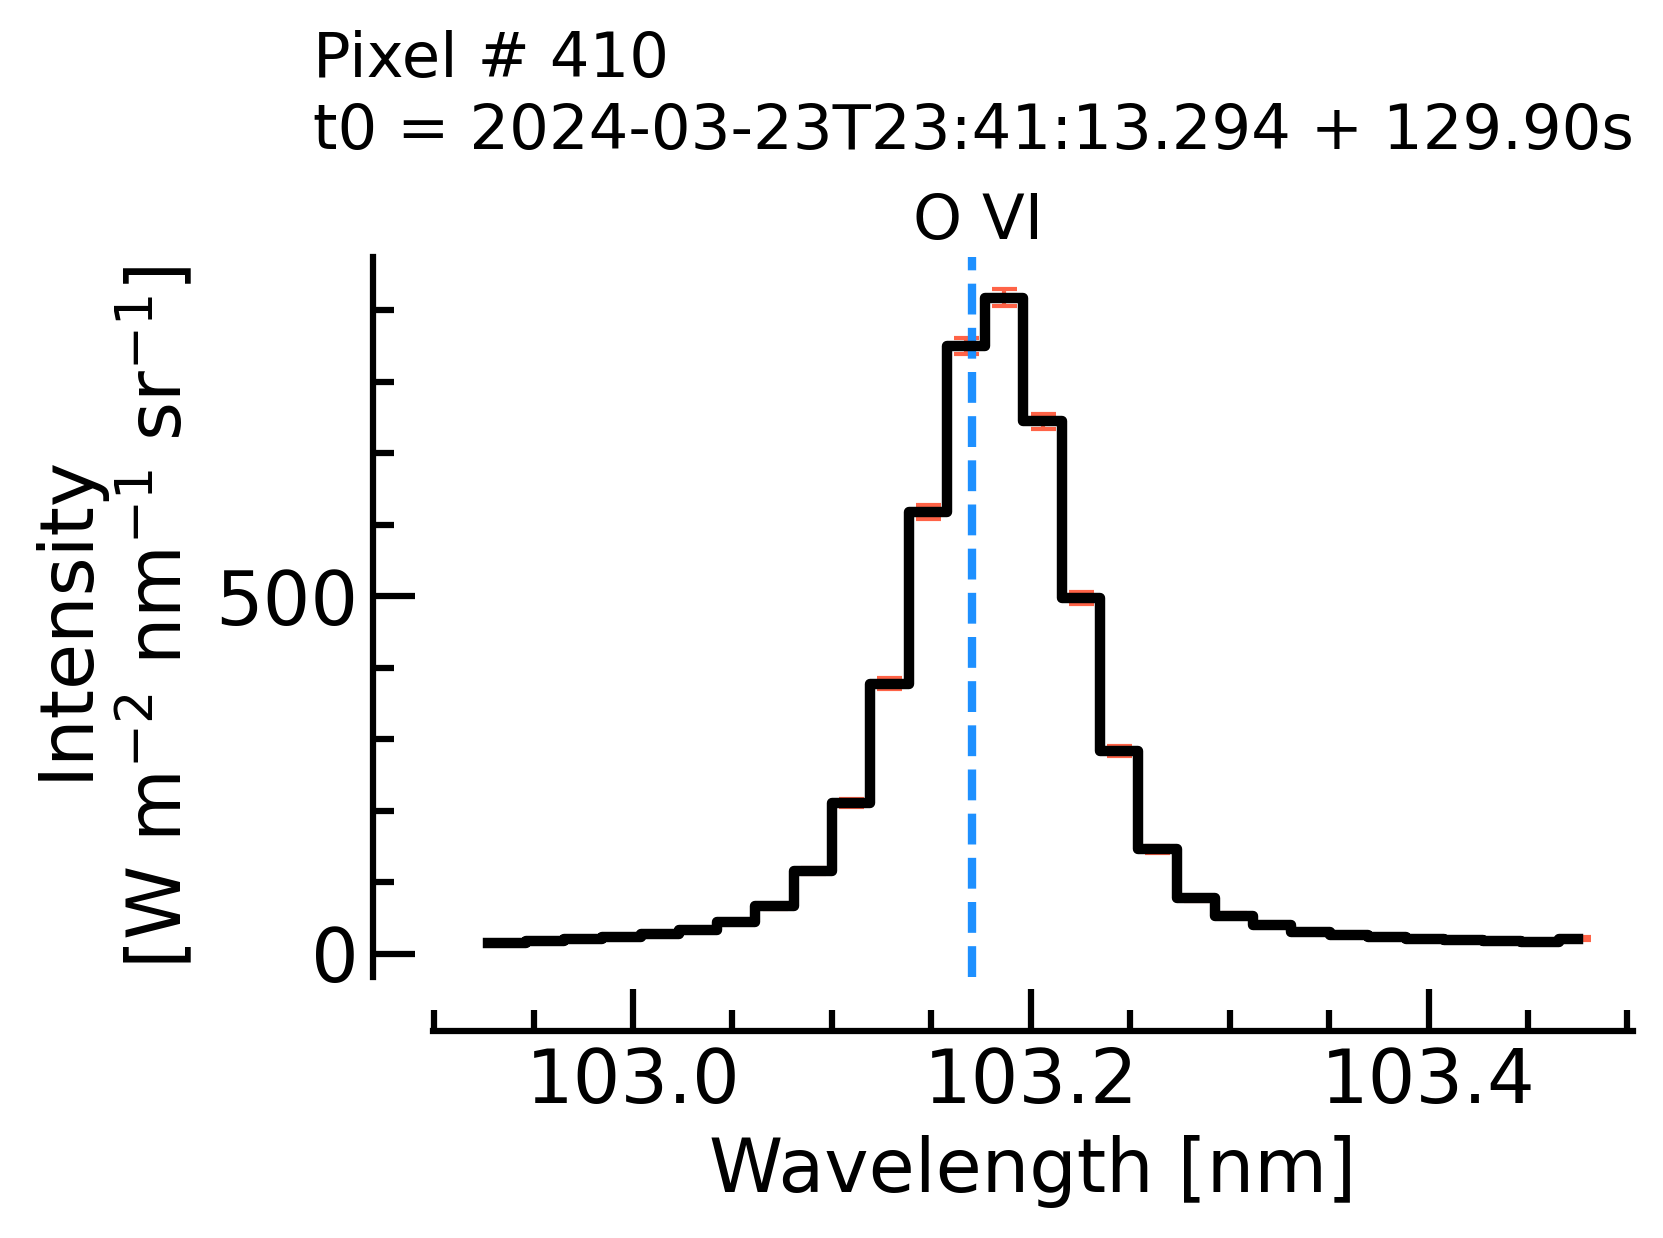 Pixel # 410
t0 = 2024-03-23T23:41:13.294 + 129.90s
O VI
Intensity
[W m⁻² nm⁻¹ sr⁻¹]
500
0
103.0 103.2 103.4
Wavelength [nm]